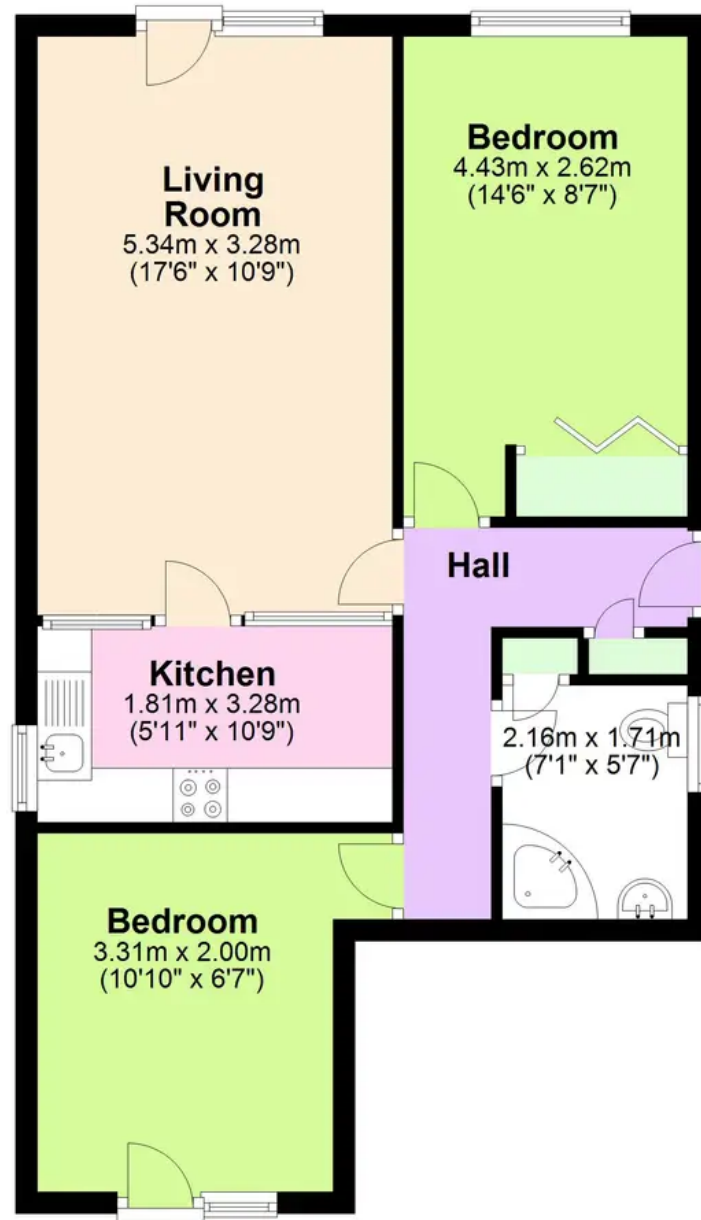 Living
Room
5.34m x 3.28m
(17'6" x 10'9")
Bedroom
4.43m x 2.62m
(14'6" x 8'7")
Hall
Kitchen
1.81m x 3.28m
(5'11" x 10'9")
2.16m x 1.71m
(7'1" x 5'7")
Bedroom
3.31m x 2.00m
(10'10" x 6'7")